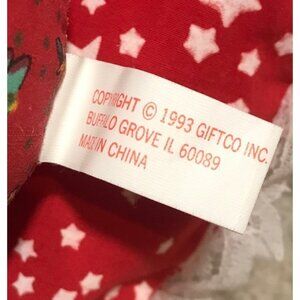 COPYRIGHT © 1993 GIFTCO INC.
BUFFALO GROVE IL 60089
MADE IN CHINA